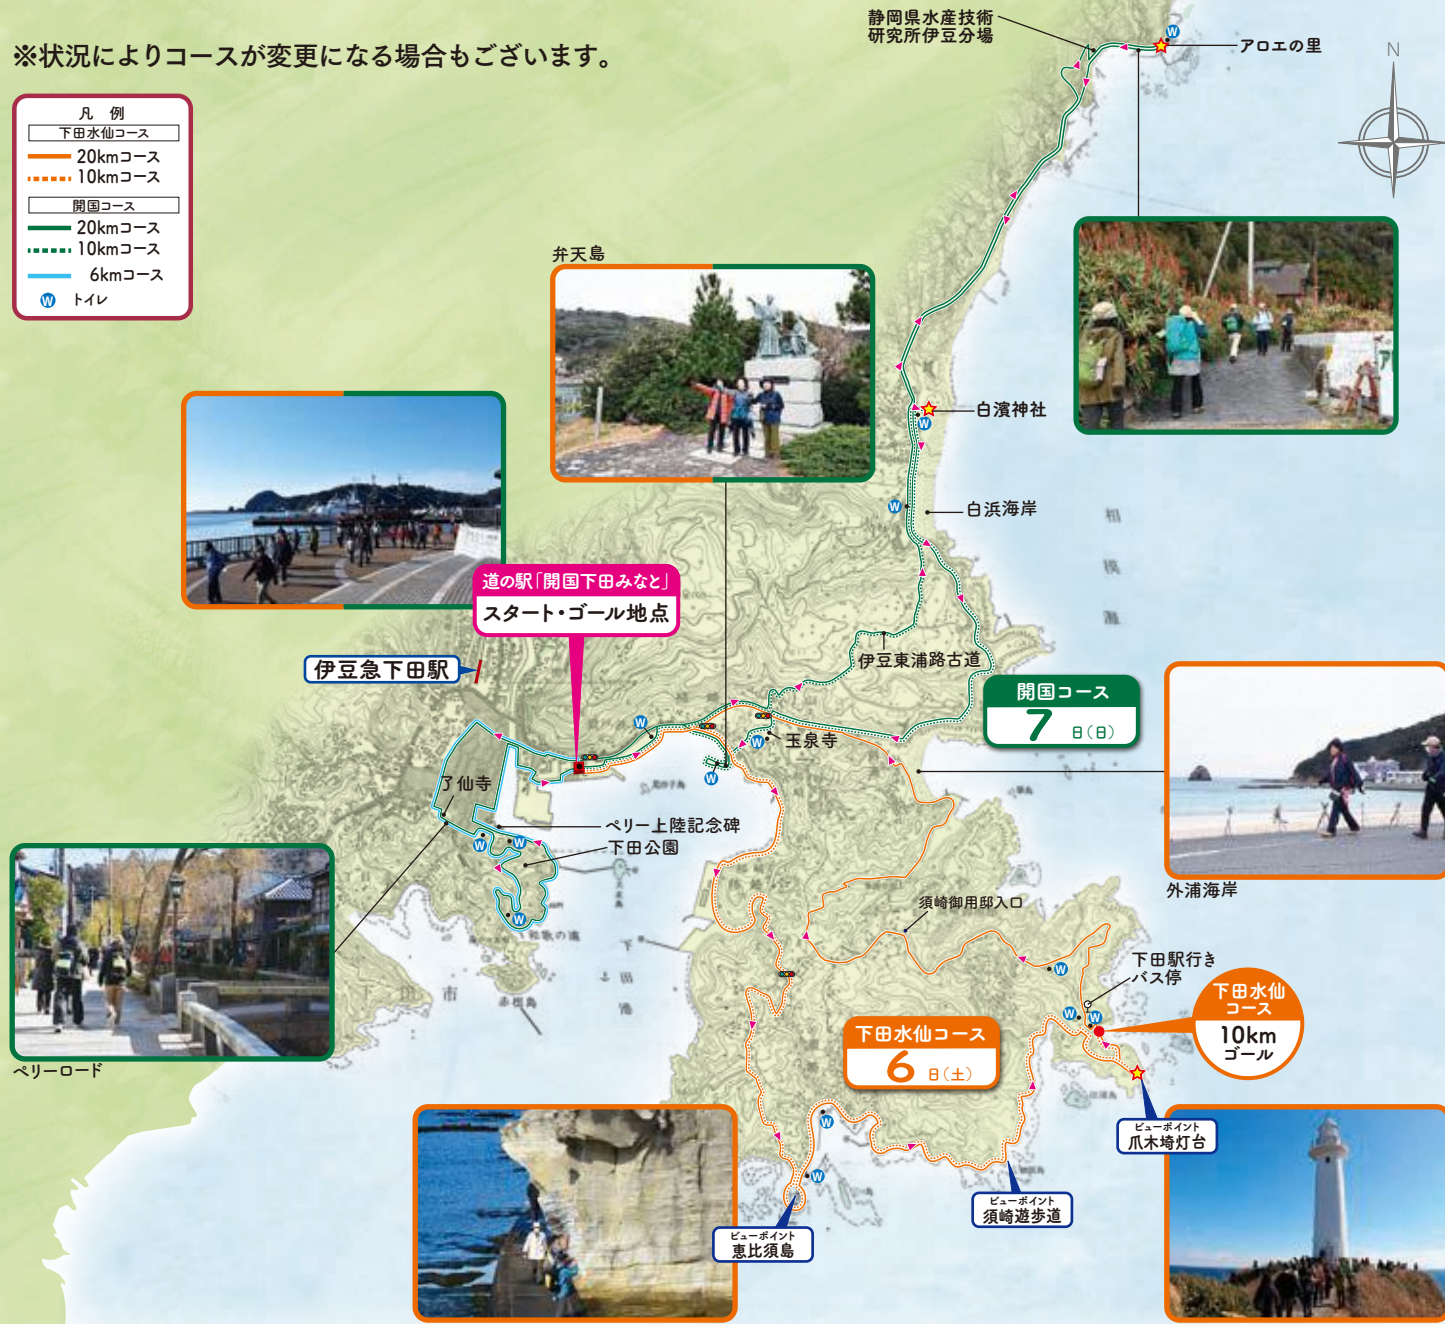 ※状況によりコースが変更になる場合もございます。
凡 例
下田水仙コース
20kmコース
10kmコース
開国コース
20kmコース
10kmコース
6kmコース
W トイレ
静岡県水産技術
研究所伊豆分場
W
アロエの里
N
弁天島
白濱神社
W
W
白浜海岸
相
模
灘
道の駅「開国下田みなと」
スタート・ゴール地点
伊豆急下田駅
伊豆東浦路古道
開国コース
7 日(日)
W
W
玉泉寺
W
了仙寺
ペリー上陸記念碑
下田公園
W
W
W
外浦海岸
須崎御用邸入口
下田駅行き
バス停
W
W
W
下田水仙
コース
10km
ゴール
ペリーロード
市
下
田
港
下田水仙コース
6 日(土)
W
W
ビューポイント
爪木埼灯台
ビューポイント
須崎遊歩道
ビューポイント
恵比須島